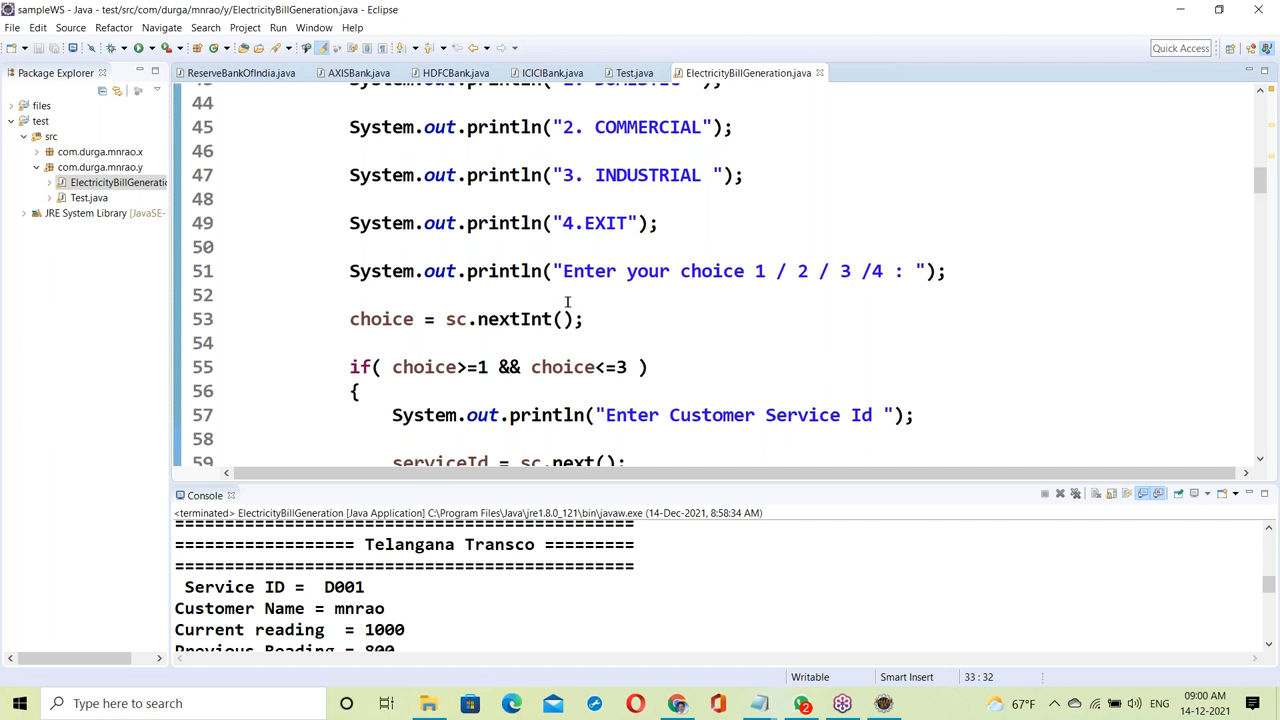 sampleWS - Java - test/src/com/durga/mnrao/y/ElectricityBillGeneration.java - Eclipse
File Edit Source Refactor Navigate Search Project Run Window Help
Quick Access
Package Explorer
ReserveBankOfIndia.java AXISBank.java HDFCBank.java ICICIBank.java Test.java ElectricityBillGeneration.java
files
test
src
com.durga.mnrao.x
com.durga.mnrao.y
ElectricityBillGenerati
Test.java
JRE System Library [JavaSE-
44
45 System.out.println("2. COMMERCIAL");
46
47 System.out.println("3. INDUSTRIAL ");
48
49 System.out.println("4.EXIT");
50
51 System.out.println("Enter your choice 1 / 2 / 3 /4 : ");
52
53 choice = sc.nextInt();
54
55 if( choice>=1 && choice<=3 )
56 {
57 System.out.println("Enter Customer Service Id ");
58
59 serviceId = sc.next();
Console
<terminated> ElectricityBillGeneration [Java Application] C:\Program Files\Java\jre1.8.0_121\bin\javaw.exe (14-Dec-2021, 8:58:34 AM)
=============================================
================== Telangana Transco =========
=============================================
Service ID = D001
Customer Name = mnrao
Current reading = 1000
Previous Reading = 800
Writable Smart Insert 33 : 32
Type here to search
2
67°F ENG
09:00 AM
14-12-2021